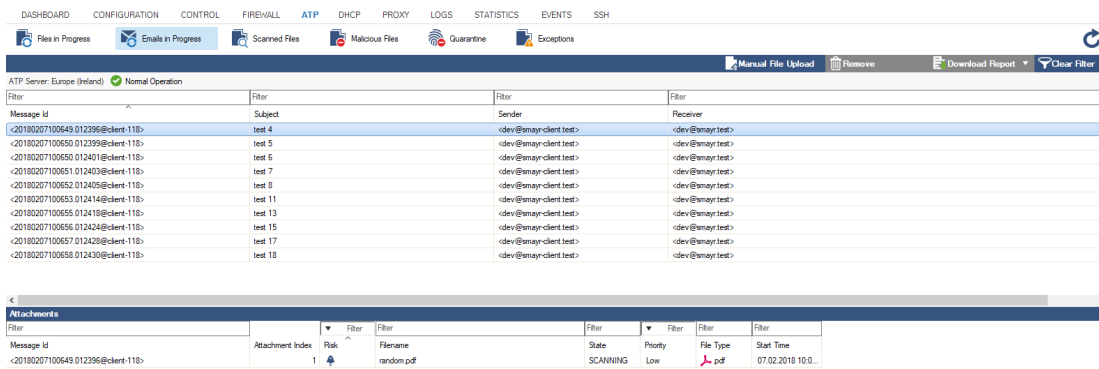 DASHBOARD CONFIGURATION CONTROL FIREWALL ATP DHCP PROXY LOGS STATISTICS EVENTS SSH
Files in Progress Emails in Progress Scanned Files Malicious Files Quarantine Exceptions
Manual File Upload Remove Download Report Clear Filter
ATP Server: Europe (Ireland) Normal Operation
Filter Filter Filter Filter
Message Id Subject Sender Receiver
<20180207100649.012396@client-118> test 4 <dev@smayr-client.test> <dev@smayr.test>
<20180207100650.012399@client-118> test 5 <dev@smayr-client.test> <dev@smayr.test>
<20180207100650.012401@client-118> test 6 <dev@smayr-client.test> <dev@smayr.test>
<20180207100651.012403@client-118> test 7 <dev@smayr-client.test> <dev@smayr.test>
<20180207100652.012405@client-118> test 8 <dev@smayr-client.test> <dev@smayr.test>
<20180207100653.012414@client-118> test 11 <dev@smayr-client.test> <dev@smayr.test>
<20180207100655.012418@client-118> test 13 <dev@smayr-client.test> <dev@smayr.test>
<20180207100656.012424@client-118> test 15 <dev@smayr-client.test> <dev@smayr.test>
<20180207100657.012428@client-118> test 17 <dev@smayr-client.test> <dev@smayr.test>
<20180207100658.012430@client-118> test 18 <dev@smayr-client.test> <dev@smayr.test>
Attachments
Filter Filter Filter Filter Filter Filter Filter
Message Id Attachment Index Risk Filename State Priority File Type Start Time
<20180207100649.012396@client-118> 1 random.pdf SCANNING Low pdf 07.02.2018 10:0...